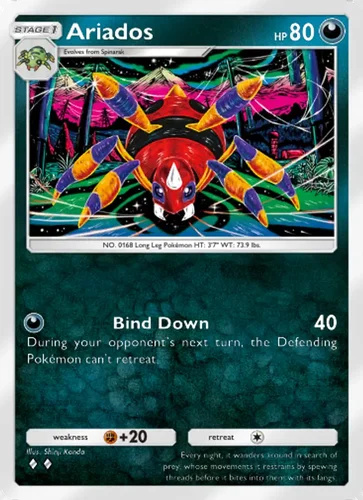 STAGE 1
Ariados
HP 80
Evolves from Spinarak
NO. 0168 Long Leg Pokémon HT: 3'7" WT: 73.9 lbs.
Bind Down 40
During your opponent's next turn, the Defending
Pokémon can't retreat.
weakness +20
retreat
Illus. Shinji Kanda
Every night, it wanders around in search of
prey, whose movements it restrains by spewing
threads before it bites into them with its fangs.